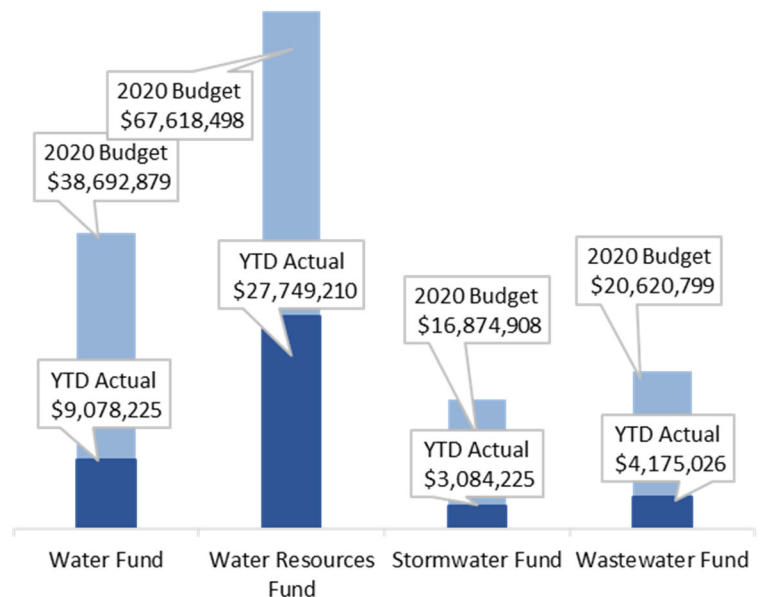 2020 Budget
$67,618,498
2020 Budget
$38,692,879
YTD Actual
$27,749,210
2020 Budget
$20,620,799
2020 Budget
$16,874,908
YTD Actual
$9,078,225
YTD Actual
$3,084,225
YTD Actual
$4,175,026
Water Fund
Water Resources
Fund
Stormwater Fund
Wastewater Fund